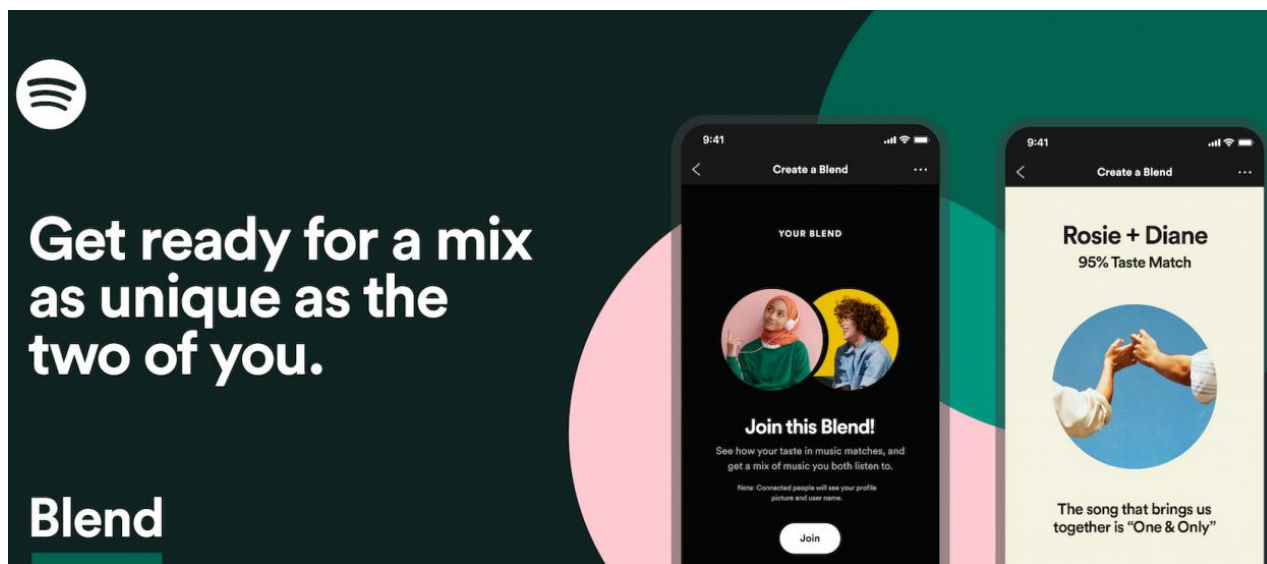 Get ready for a mix
as unique as the
two of you.
Blend
9:41
Create a Blend
...
YOUR BLEND
Join this Blend!
See how your taste in music matches, and
get a mix of music you both listen to.
Note: Connected people will see your profile
picture and user name.
Join
9:41
Create a Blend
...
Rosie + Diane
95% Taste Match
The song that brings us
together is “One & Only”